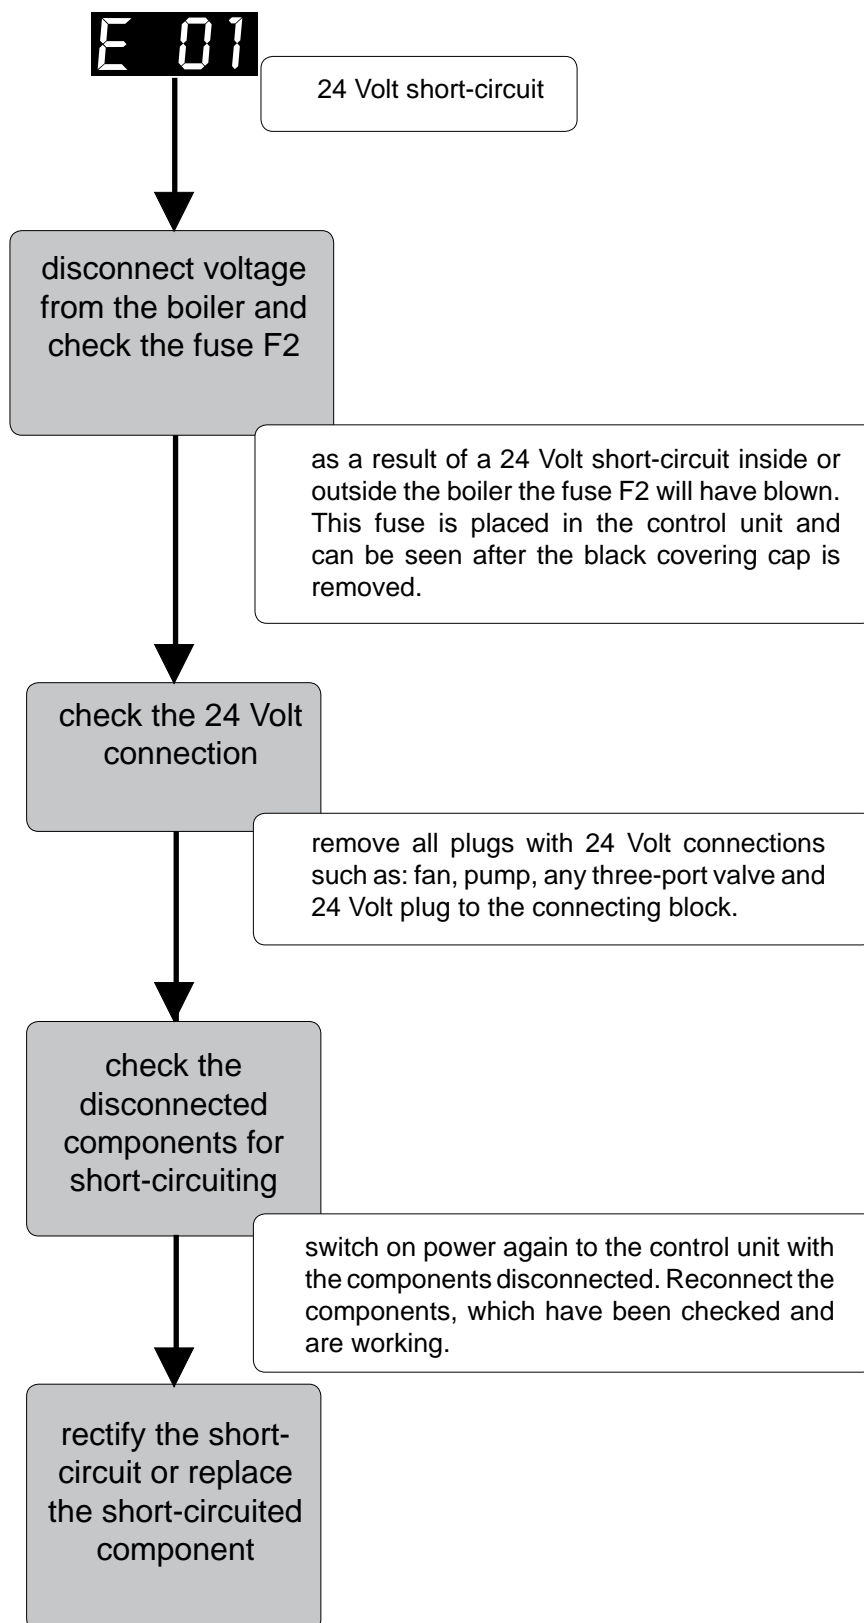 E 01
24 Volt short-circuit
disconnect voltage
from the boiler and
check the fuse F2
as a result of a 24 Volt short-circuit inside or
outside the boiler the fuse F2 will have blown.
This fuse is placed in the control unit and
can be seen after the black covering cap is
removed.
check the 24 Volt
connection
remove all plugs with 24 Volt connections
such as: fan, pump, any three-port valve and
24 Volt plug to the connecting block.
check the
disconnected
components for
short-circuiting
switch on power again to the control unit with
the components disconnected. Reconnect the
components, which have been checked and
are working.
rectify the short-
circuit or replace
the short-circuited
component